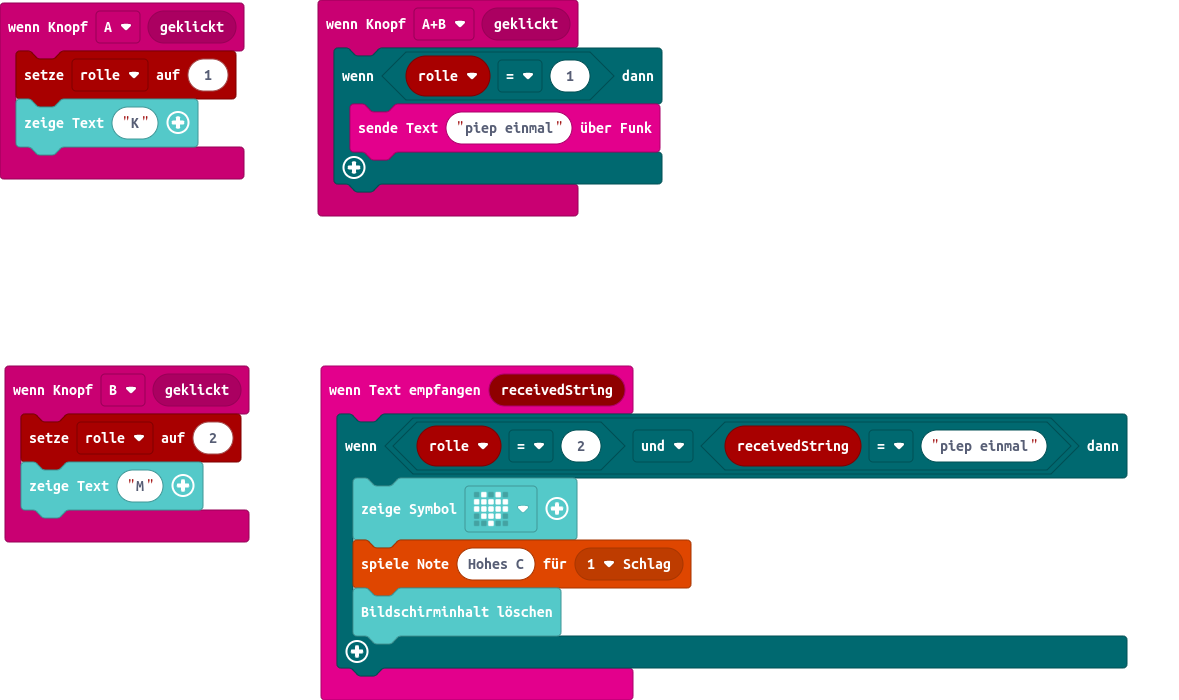 wenn Knopf A geklickt
setze rolle auf 1
zeige Text "K"
wenn Knopf A+B geklickt
wenn rolle = 1 dann
sende Text "piep einmal" über Funk
wenn Knopf B geklickt
setze rolle auf 2
zeige Text "M"
wenn Text empfangen receivedString
wenn rolle = 2 und receivedString = "piep einmal" dann
zeige Symbol
spiele Note Hohes C für 1 Schlag
Bildschirminhalt löschen